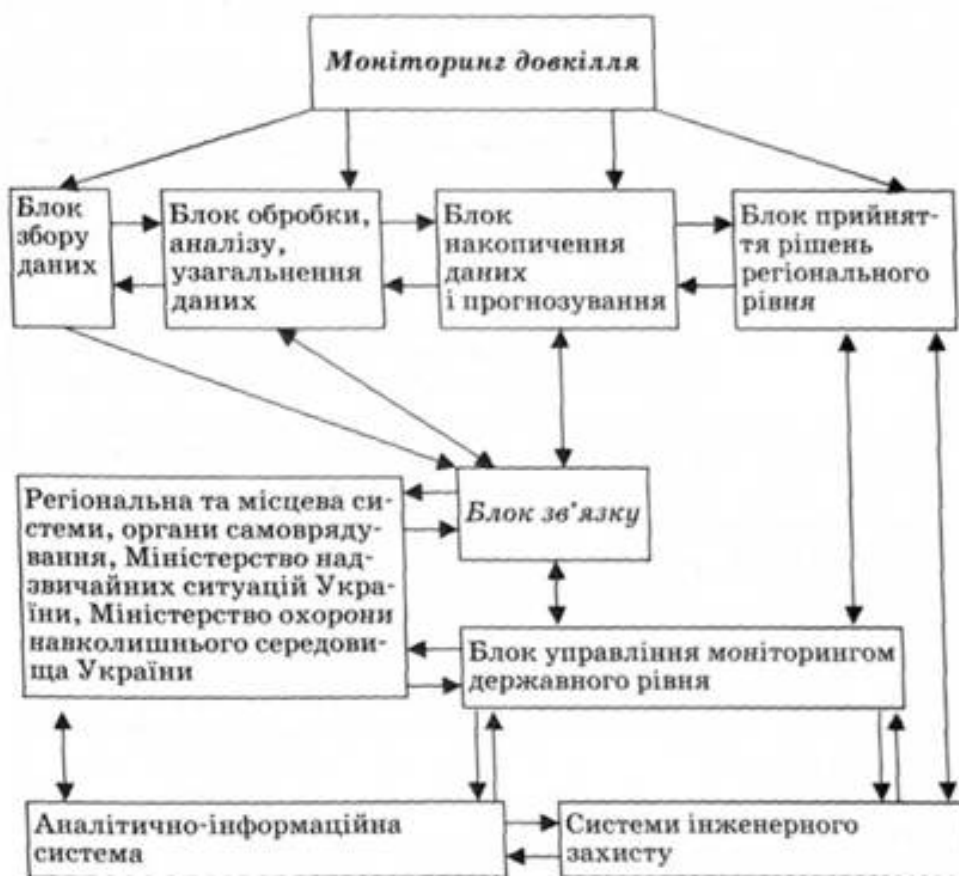 Моніторинг довкілля
Блок
збору
даних
Блок обробки,
аналізу,
узагальнення
даних
Блок
накопичення
даних
і прогнозування
Блок прийнят-
тя рішень
регіонального
рівня
Регіональна та місцева си-
стеми, органи самовряду-
вання, Міністерство над-
звичайних ситуацій Укра-
їни, Міністерство охорони
навколишнього середови-
ща України
Блок зв'язку
Блок управління моніторингом
державного рівня
Аналітично-інформаційна
система
Системи інженерного
захисту